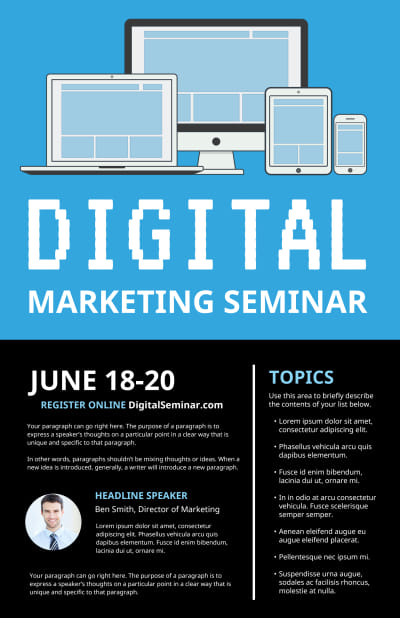 DIGITAL
MARKETING SEMINAR
JUNE 18-20
REGISTER ONLINE DigitalSeminar.com
Your paragraph can go right here. The purpose of a paragraph is to
express a speaker's thoughts on a particular point in a clear way that is
unique and specific to that paragraph.
In other words, paragraphs shouldn't be mixing thoughts or ideas. When a
new idea is introduced, generally, a writer will introduce a new paragraph.
HEADLINE SPEAKER
Ben Smith, Director of Marketing
Lorem ipsum dolor sit amet, consectetur
adipiscing elit. Fusce id enim bibendum,
lacinia dui ut, ornare mi.
Your paragraph can go right here. The purpose of a paragraph is to
express a speaker's thoughts on a particular point in a clear way that is
unique and specific to that paragraph.
TOPICS
Use this area to briefly describe
the contents of your list below.
• Lorem ipsum dolor sit amet,
consectetur adipiscing elit.
• Phasellus vehicula arcu quis
dapibus elementum.
• Fusce id enim bibendum,
lacinia dui ut, ornare mi.
• In in odio at arcu consectetur
vehicula. Fusce scelerisque
semper semper.
• Aenean eleifend augue eu
augue eleifend placerat.
• Pellentesque nec ipsum mi.
• Suspendisse urna augue,
sodales ac facilisis rhoncus,
molestie at nulla.